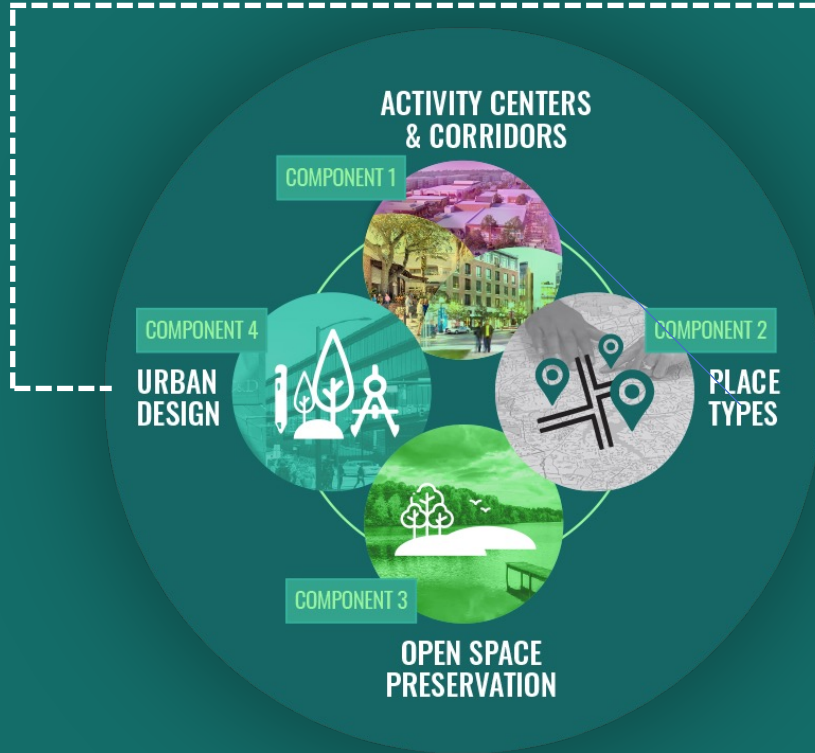 ACTIVITY CENTERS
& CORRIDORS
COMPONENT 1
COMPONENT 4
URBAN
DESIGN
COMPONENT 2
PLACE
TYPES
COMPONENT 3
OPEN SPACE
PRESERVATION